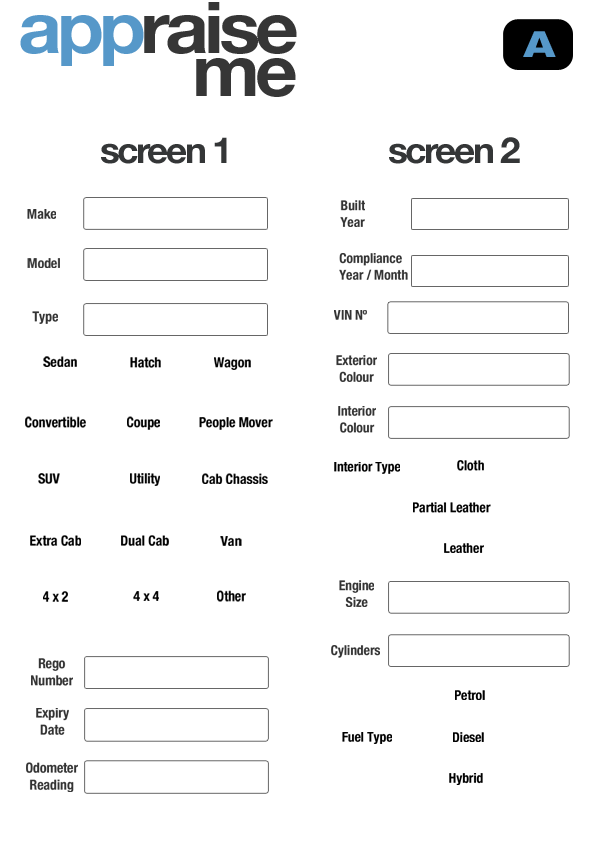 appraise
me
A
screen 1
Make
Model
Type
Sedan Hatch Wagon
Convertible Coupe People Mover
SUV Utility Cab Chassis
Extra Cab Dual Cab Van
4 x 2 4 x 4 Other
Rego
Number
Expiry
Date
Odometer
Reading
screen 2
Built
Year
Compliance
Year / Month
VIN Nº
Exterior
Colour
Interior
Colour
Interior Type Cloth
Partial Leather
Leather
Engine
Size
Cylinders
Petrol
Fuel Type Diesel
Hybrid